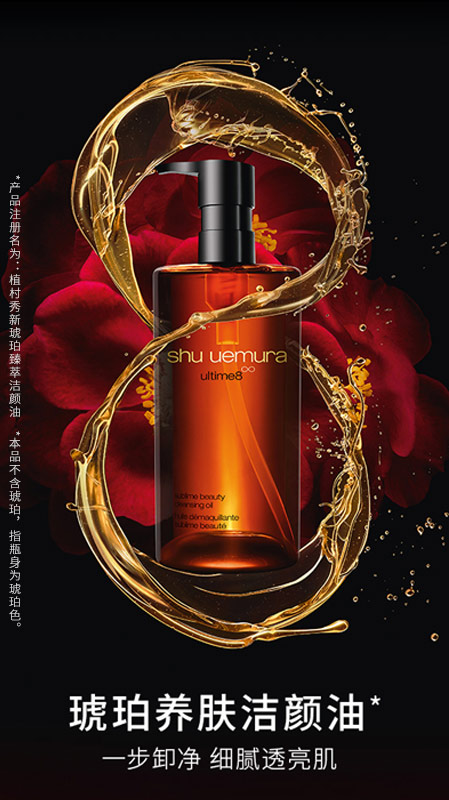 *产品注册名为：植村秀新琥珀臻萃洁颜油 *本品不含琥珀，指瓶身为琥珀色。
shu uemura
ultime8
sublime beauty
cleansing oil
huile démaquillante
sublime beauté
琥珀养肤洁颜油*
一步卸净 细腻透亮肌